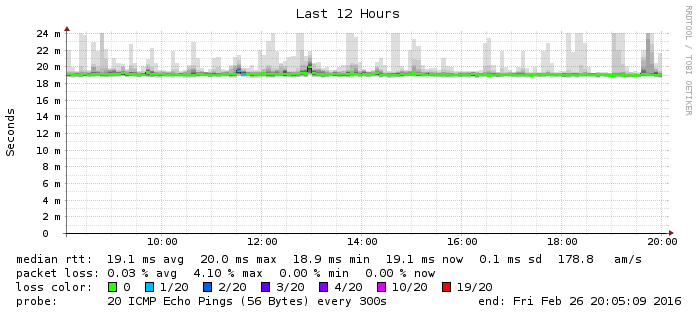 Last 12 Hours
RRDTOOL / TOBI OETIKER
Seconds
24 m
22 m
20 m
18 m
16 m
14 m
12 m
10 m
8 m
6 m
4 m
2 m
0
10:00 12:00 14:00 16:00 18:00 20:00
median rtt: 19.1 ms avg 20.0 ms max 18.9 ms min 19.1 ms now 0.1 ms sd 178.8 am/s
packet loss: 0.03 % avg 4.10 % max 0.00 % min 0.00 % now
loss color: 0 1/20 2/20 3/20 4/20 10/20 19/20
probe: 20 ICMP Echo Pings (56 Bytes) every 300s end: Fri Feb 26 20:05:09 2016